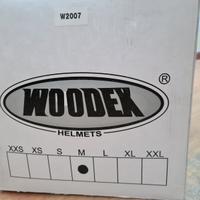 W2007
WOODEX
®
HELMETS
XXS XS S M L XL XXL